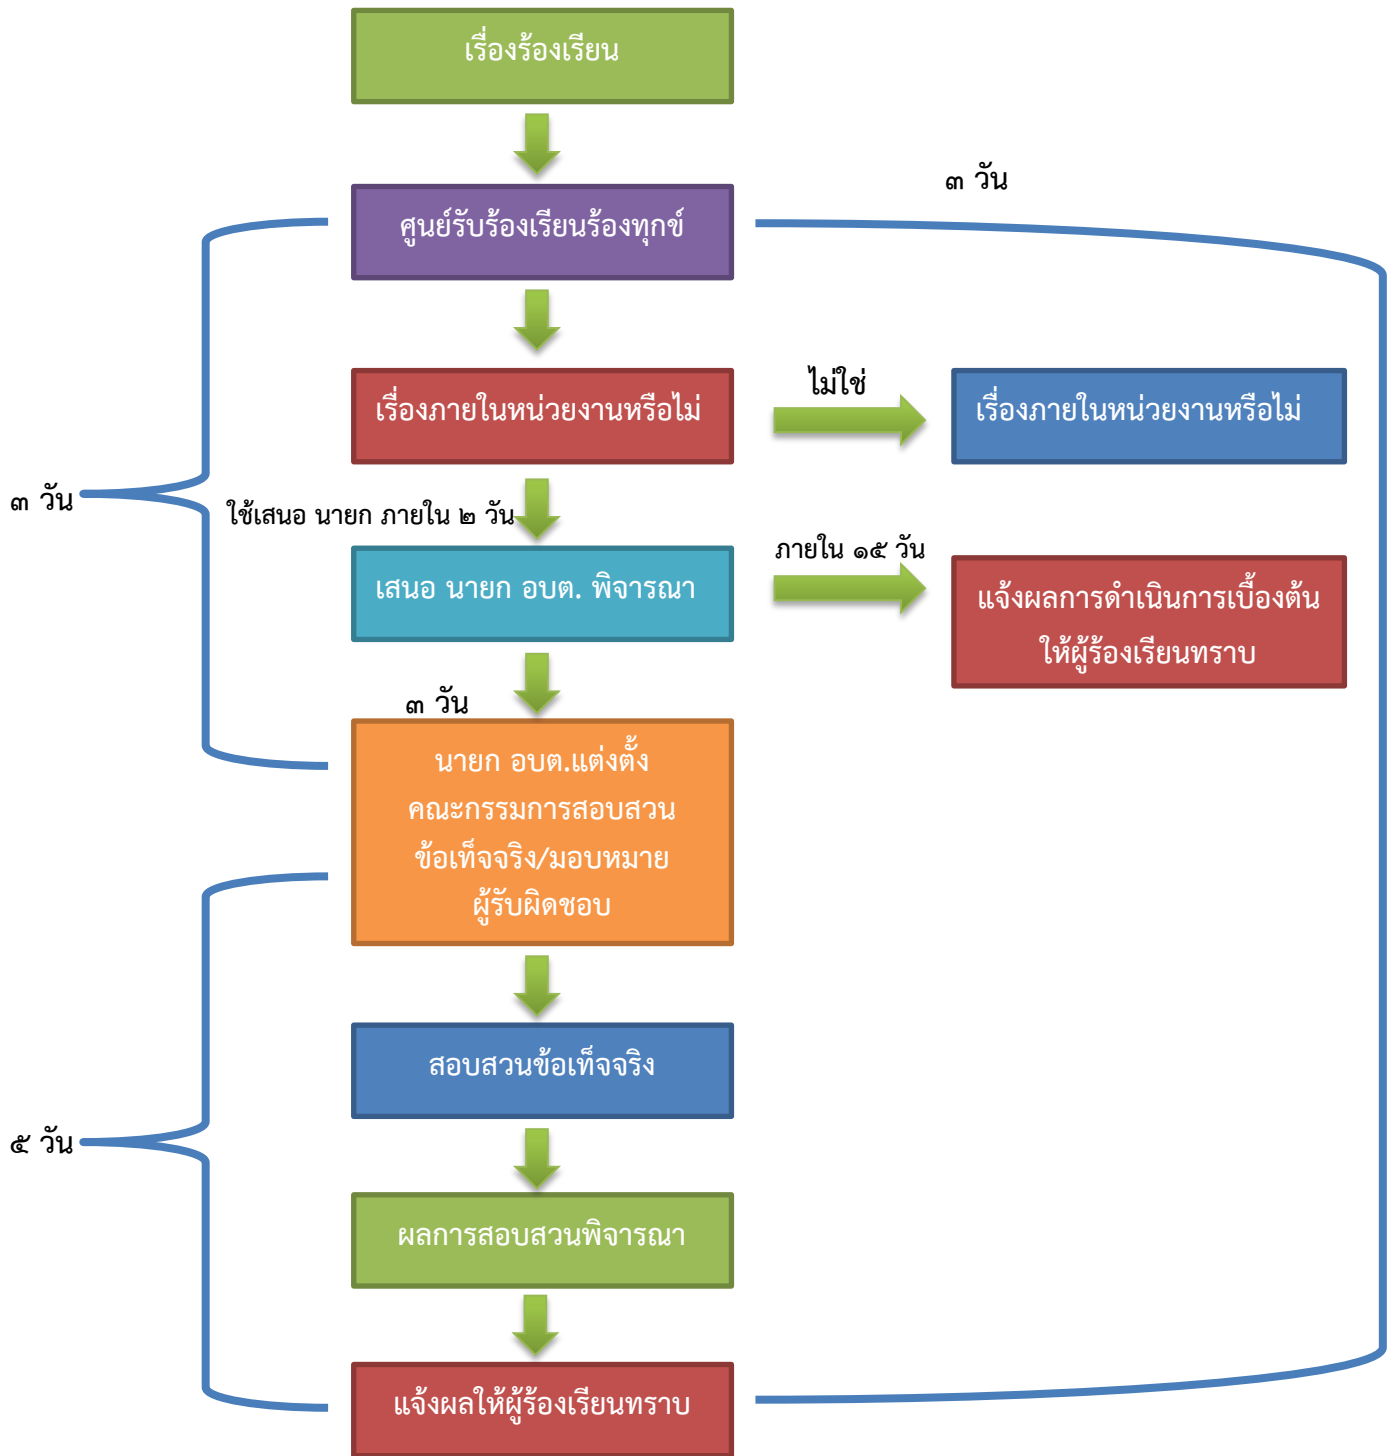 เรื่องร้องเรียน
๓ วัน
ศูนย์รับร้องเรียนร้องทุกข์
ไม่ใช่
เรื่องภายในหน่วยงานหรือไม่
เรื่องภายในหน่วยงานหรือไม่
๓ วัน
ใช้เสนอ นายก ภายใน ๒ วัน
ภายใน ๑๕ วัน
เสนอ นายก อบต. พิจารณา
แจ้งผลการดำเนินการเบื้องต้น
ให้ผู้ร้องเรียนทราบ
๓ วัน
นายก อบต.แต่งตั้ง
คณะกรรมการสอบสวน
ข้อเท็จจริง/มอบหมาย
ผู้รับผิดชอบ
สอบสวนข้อเท็จจริง
๕ วัน
ผลการสอบสวนพิจารณา
แจ้งผลให้ผู้ร้องเรียนทราบ